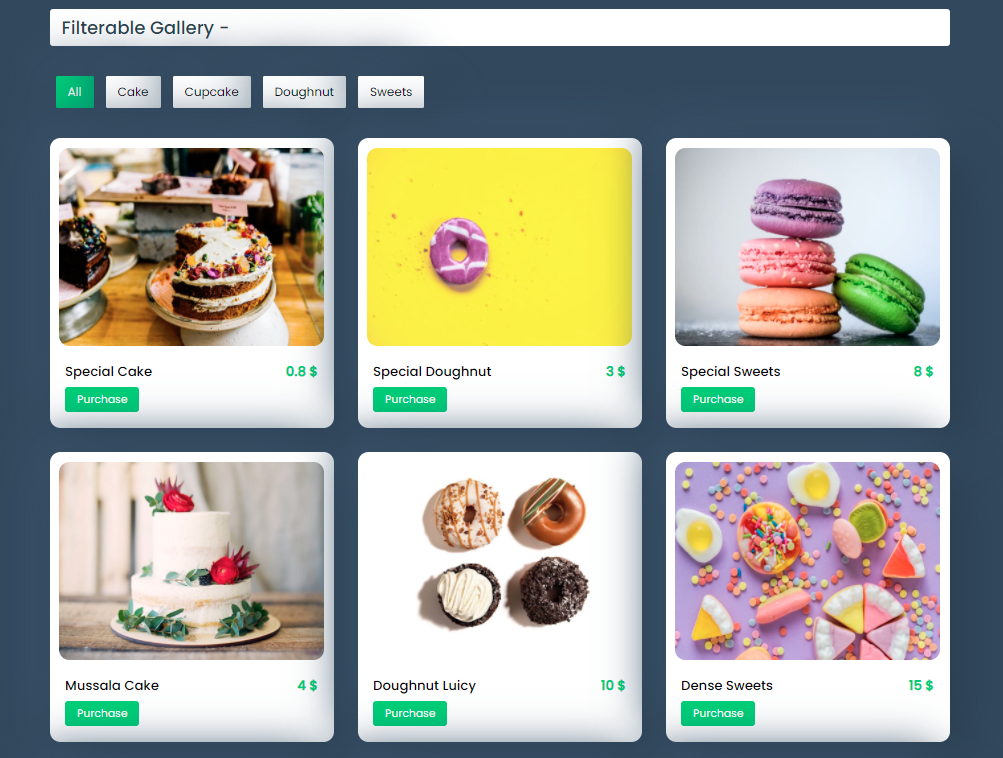 Filterable Gallery -
All Cake Cupcake Doughnut Sweets
Special Cake 0.8 $
Purchase
Special Doughnut 3 $
Purchase
Special Sweets 8 $
Purchase
Mussala Cake 4 $
Purchase
Doughnut Luicy 10 $
Purchase
Dense Sweets 15 $
Purchase